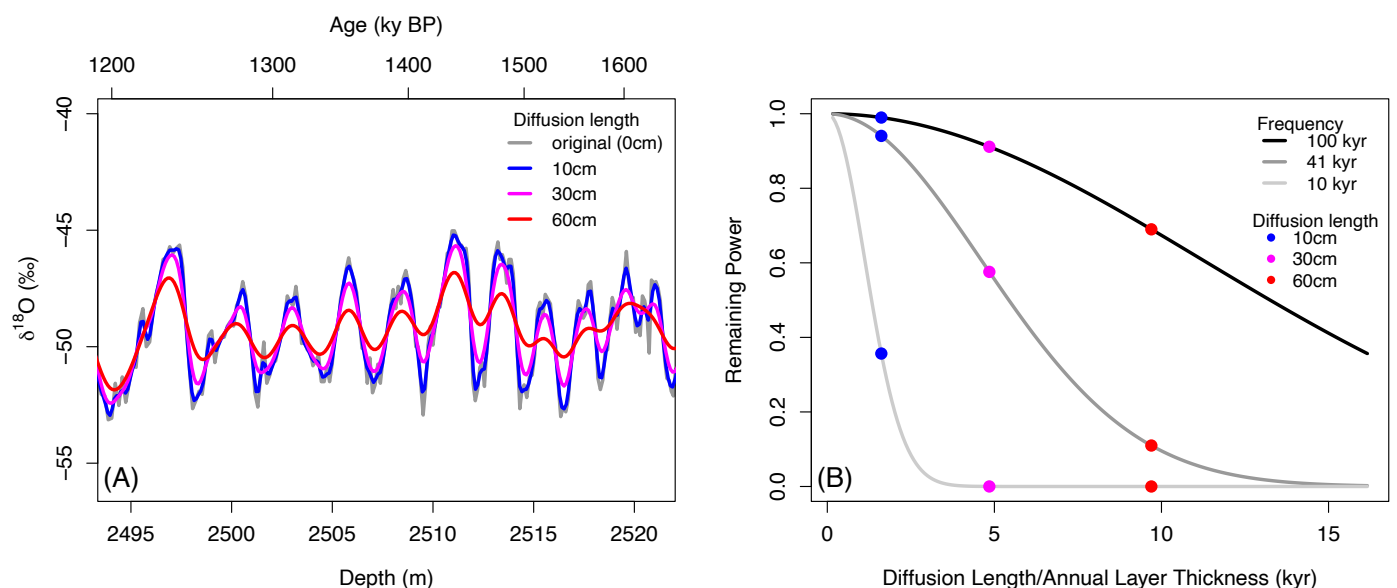 Age (ky BP)
1200 1300 1400 1500 1600
−40
−45
−50
−55
δ18O (‰)
Diffusion length
original (0cm)
10cm
30cm
60cm
(A)
2495 2500 2505 2510 2515 2520
Depth (m)
1.0
0.8
0.6
0.4
0.2
0.0
Remaining Power
Frequency
100 kyr
41 kyr
10 kyr
Diffusion length
10cm
30cm
60cm
(B)
0 5 10 15
Diffusion Length/Annual Layer Thickness (kyr)